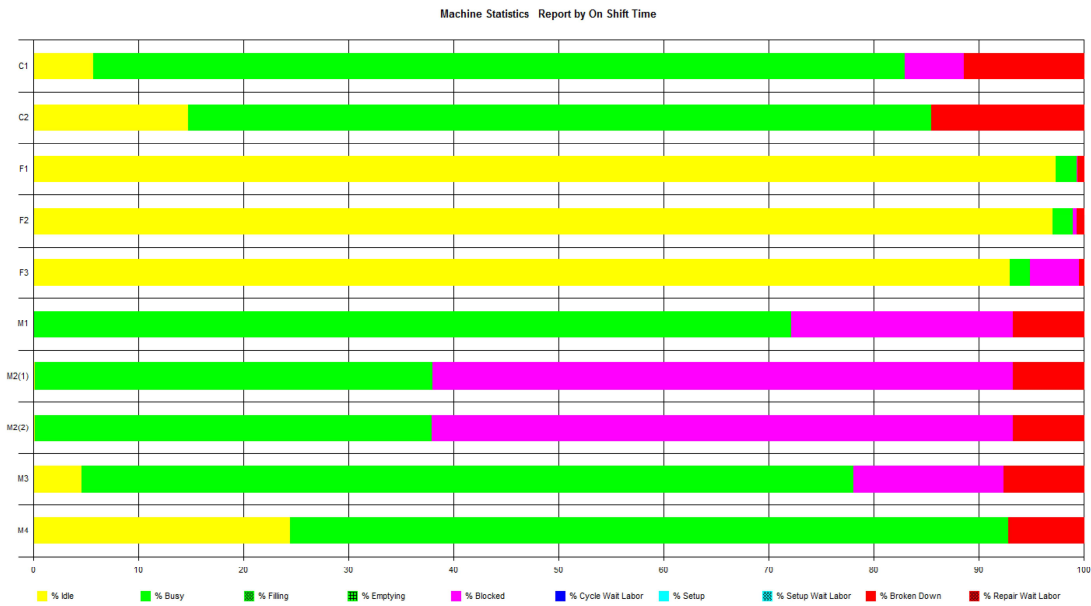 Machine Statistics Report by On Shift Time
C1
C2
F1
F2
F3
M1
M2(1)
M2(2)
M3
M4
0 10 20 30 40 50 60 70 80 90 100
% Idle % Busy % Filling % Emptying % Blocked % Cycle Wait Labor % Setup % Setup Wait Labor % Broken Down % Repair Wait Labor